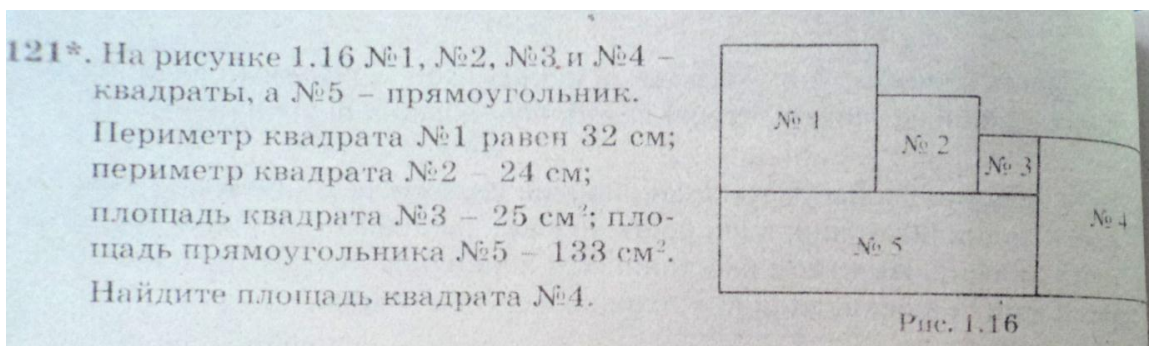 121*. На рисунке 1.16 №1, №2, №3 и №4 –
квадраты, а №5 – прямоугольник.
Периметр квадрата №1 равен 32 см;
периметр квадрата №2 – 24 см;
площадь квадрата №3 – 25 см²; пло-
щадь прямоугольника №5 – 133 см².
Найдите площадь квадрата №4.
№ 1
№ 2
№ 3
№ 4
№ 5
Рис. 1.16